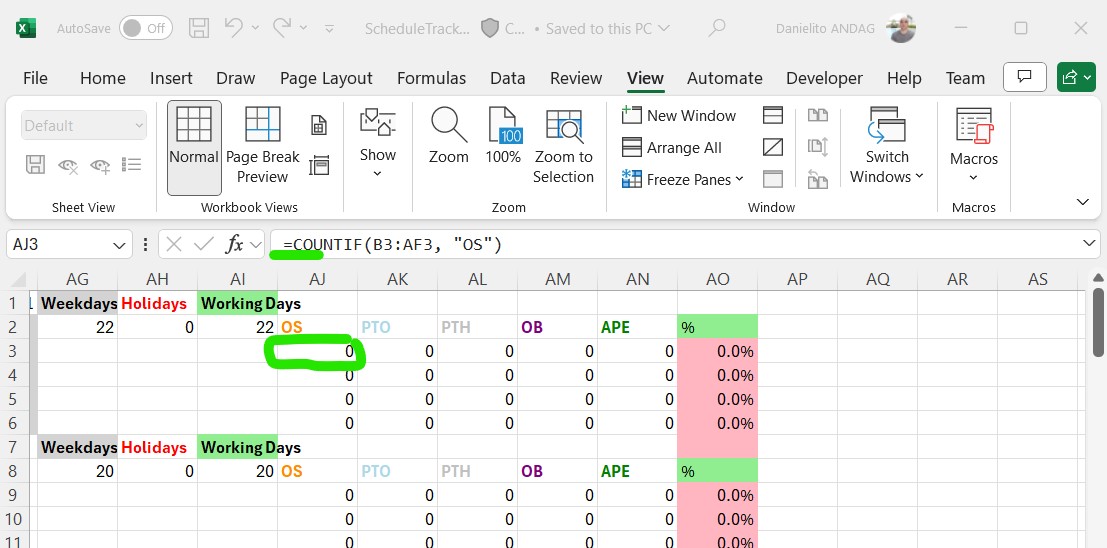 AutoSave Off ScheduleTrack... C... • Saved to this PC Danielito ANDAG
File Home Insert Draw Page Layout Formulas Data Review View Automate Developer Help Team
Default
Normal
Page Break
Preview
Show
Zoom
100
100%
Zoom to
Selection
New Window
Arrange All
Freeze Panes
Switch
Windows
Macros
Sheet View Workbook Views Zoom Window Macros
AJ3 fx =COUNTIF(B3:AF3, "OS")
AG AH AI AJ AK AL AM AN AO AP AQ AR AS
1 Weekdays Holidays Working Days
2 22 0 22 OS PTO PTH OB APE %
3 0 0 0 0 0 0.0%
4 0 0 0 0 0 0.0%
5 0 0 0 0 0 0.0%
6 0 0 0 0 0 0.0%
7 Weekdays Holidays Working Days
8 20 0 20 OS PTO PTH OB APE %
9 0 0 0 0 0 0.0%
10 0 0 0 0 0 0.0%
11 0 0 0 0 0 0.0%